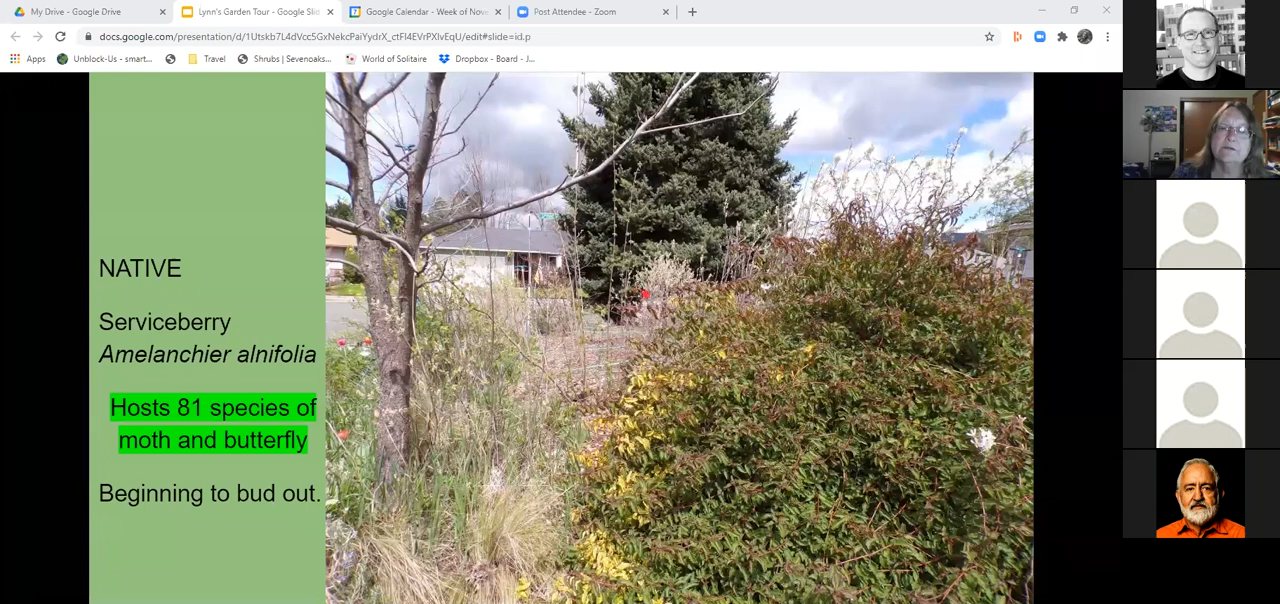 My Drive - Google Drive
Lynn's Garden Tour - Google Slid
Google Calendar - Week of Nove
Post Attendee - Zoom
docs.google.com/presentation/d/1Utskb7L4dVcc5GxNekcPaiYydrX_ctFl4EVrPXIvEqU/edit#slide=id.p
Apps
Unblock-Us - smart...
Travel
Shrubs | Sevenoaks...
World of Solitaire
Dropbox - Board - J...
NATIVE
Serviceberry
Amelanchier alnifolia
Hosts 81 species of
moth and butterfly
Beginning to bud out.